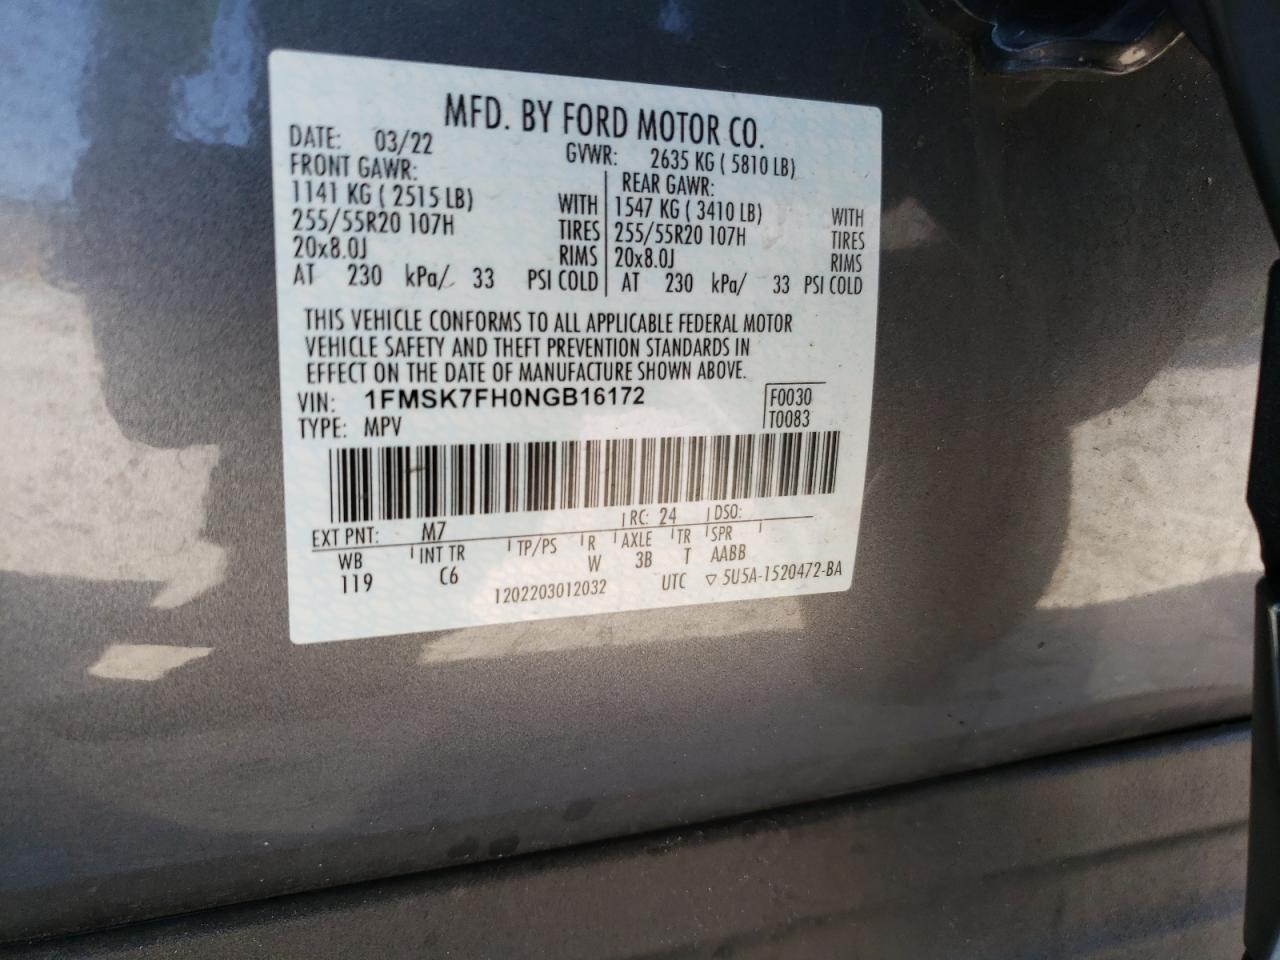 MFD. BY FORD MOTOR CO.
DATE: 03/22 GVWR: 2635 KG ( 5810 LB)
FRONT GAWR: REAR GAWR:
1141 KG ( 2515 LB) WITH 1547 KG ( 3410 LB) WITH
255/55R20 107H TIRES 255/55R20 107H TIRES
20x8.0J RIMS 20x8.0J RIMS
AT 230 kPa/ 33 PSI COLD AT 230 kPa/ 33 PSI COLD
THIS VEHICLE CONFORMS TO ALL APPLICABLE FEDERAL MOTOR
VEHICLE SAFETY AND THEFT PREVENTION STANDARDS IN
EFFECT ON THE DATE OF MANUFACTURE SHOWN ABOVE.
VIN: 1FMSK7FH0NGB16172 F0030
TYPE: MPV T0083
EXT PNT: M7 RC: 24 DSO:
WB INT TR TP/PS R AXLE TR SPR
119 C6 W 3B T AABB
1202203012032 UTC ▽ 5U5A-1520472-BA